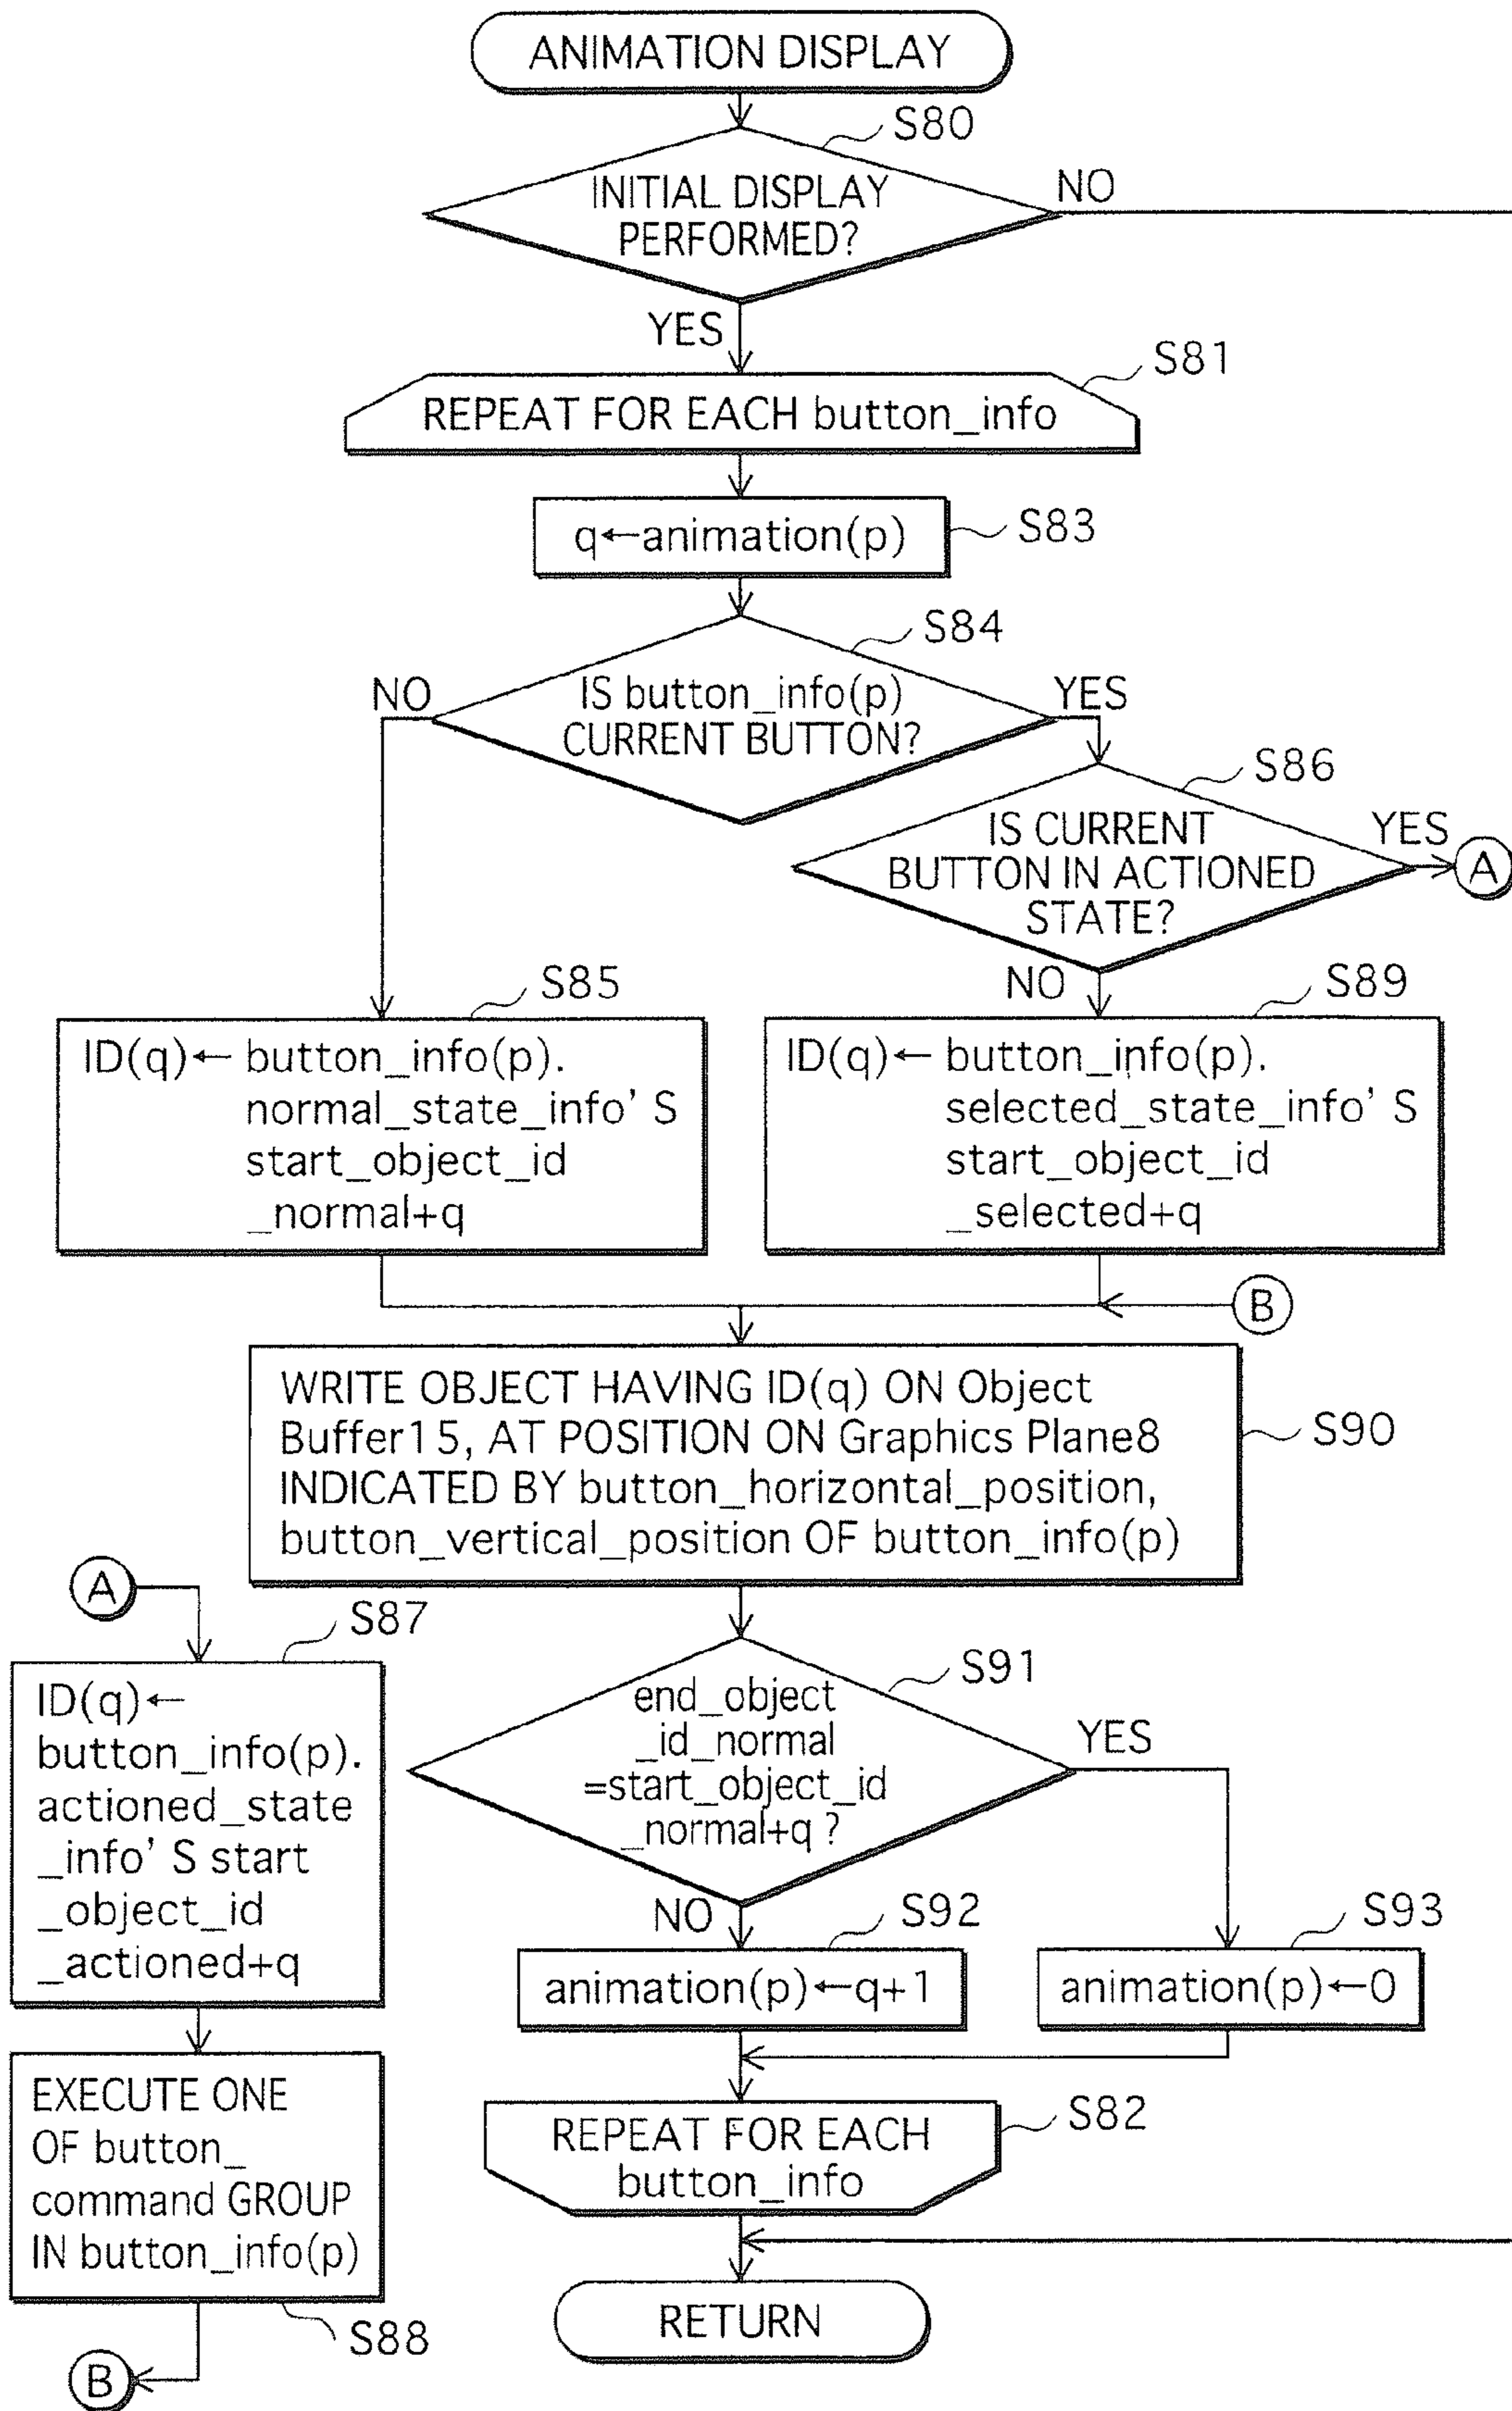 ANIMATION DISPLAY
S80
INITIAL DISPLAY
PERFORMED?
NO
YES
S81
REPEAT FOR EACH button_info
q←animation(p)
S83
S84
IS button_info(p)
CURRENT BUTTON?
NO
YES
S86
IS CURRENT
BUTTON IN ACTIONED
STATE?
YES
A
NO
S85
ID(q)← button_info(p).
normal_state_info' S
start_object_id
_normal+q
S89
ID(q)← button_info(p).
selected_state_info' S
start_object_id
_selected+q
B
WRITE OBJECT HAVING ID(q) ON Object
Buffer15, AT POSITION ON Graphics Plane8
INDICATED BY button_horizontal_position,
button_vertical_position OF button_info(p)
S90
A
S87
ID(q)←
button_info(p).
actioned_state
_info' S start
_object_id
_actioned+q
EXECUTE ONE
OF button_
command GROUP
IN button_info(p)
S88
B
S91
end_object
_id_normal
=start_object_id
_normal+q ?
YES
NO
S92
animation(p)←q+1
S93
animation(p)←0
S82
REPEAT FOR EACH
button_info
RETURN